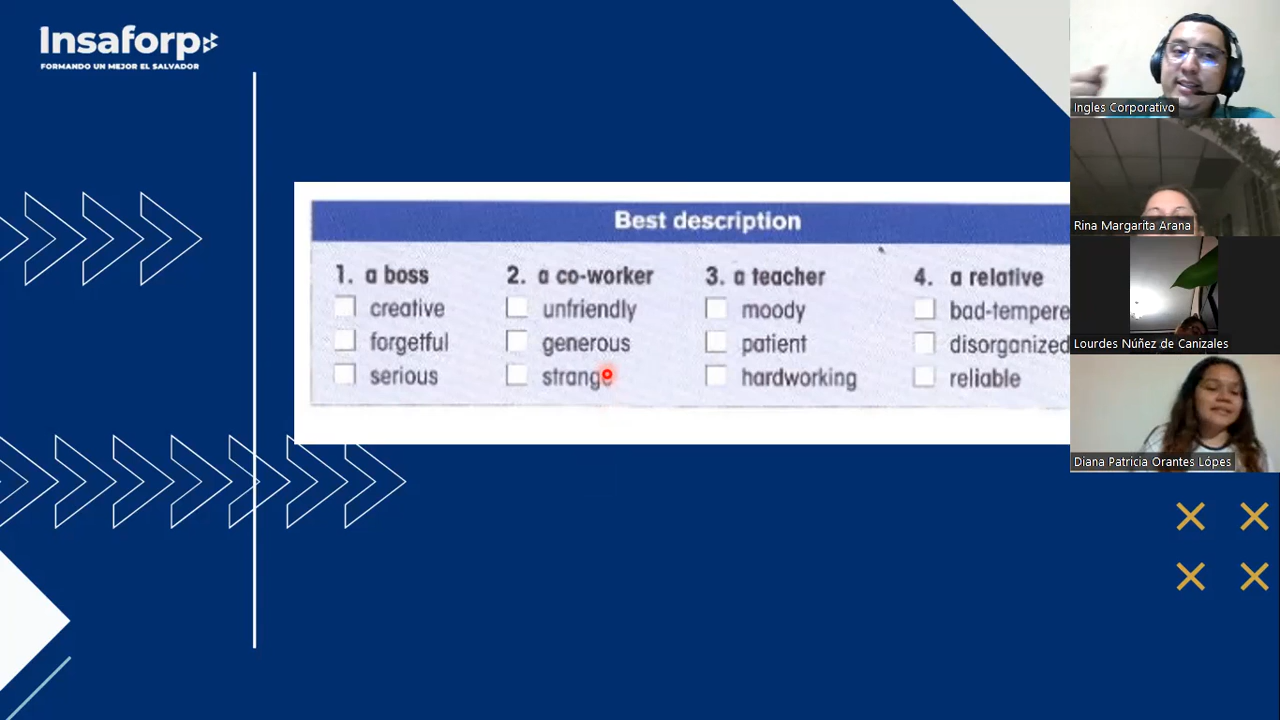 Insaforp
FORMANDO UN MEJOR EL SALVADOR
Best description
1. a boss
creative
forgetful
serious
2. a co-worker
unfriendly
generous
strange
3. a teacher
moody
patient
hardworking
4. a relative
bad-tempere
disorganized
reliable
Ingles Corporativo
Rina Margarita Arana
Lourdes Núñez de Canizales
Diana Patricia Orantes Lópes